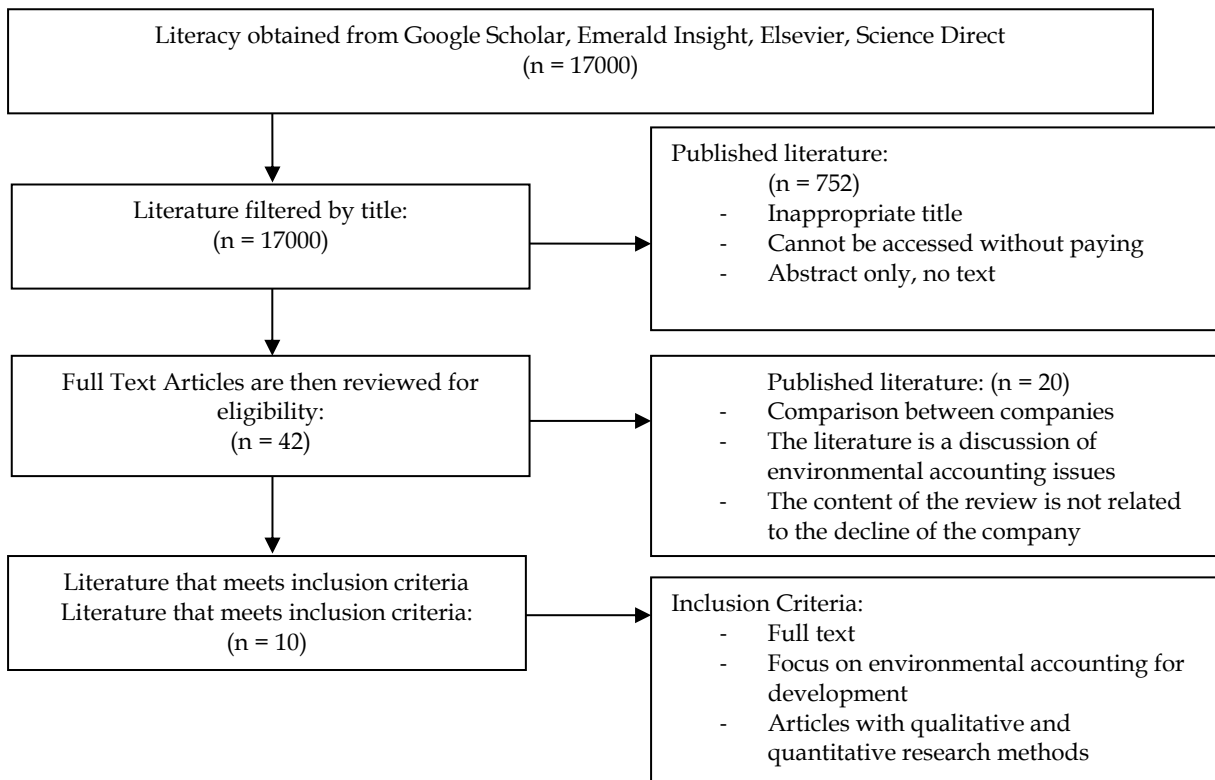 Literacy obtained from Google Scholar, Emerald Insight, Elsevier, Science Direct
(n = 17000)
Literature filtered by title:
(n = 17000)
Published literature:
(n = 752)
- Inappropriate title
- Cannot be accessed without paying
- Abstract only, no text
Full Text Articles are then reviewed for
eligibility:
(n = 42)
Published literature: (n = 20)
- Comparison between companies
- The literature is a discussion of
environmental accounting issues
- The content of the review is not related
to the decline of the company
Literature that meets inclusion criteria
Literature that meets inclusion criteria:
(n = 10)
Inclusion Criteria:
- Full text
- Focus on environmental accounting for
development
- Articles with qualitative and
quantitative research methods